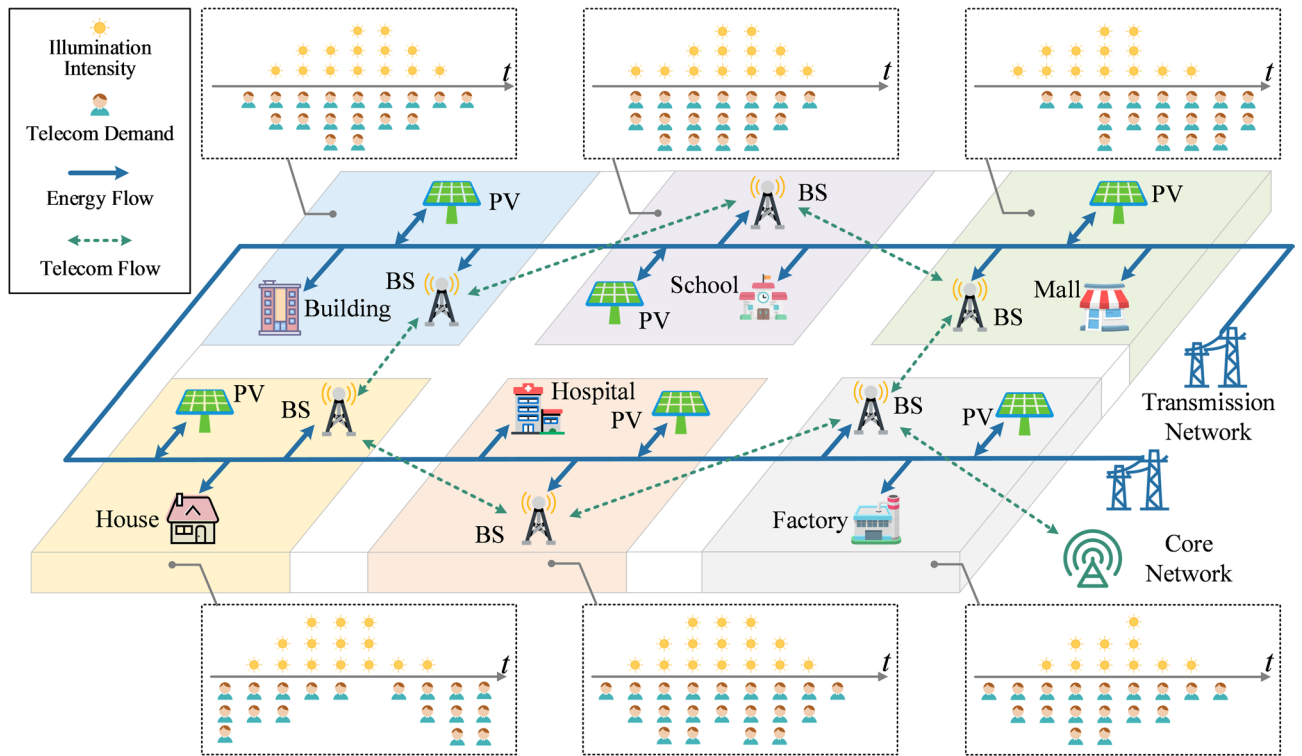 Illumination
Intensity
Telecom Demand
Energy Flow
Telecom Flow
t
t
t
PV
BS
Building
BS
PV
School
PV
BS
Mall
Transmission
Network
PV
BS
House
Hospital
PV
BS
BS
PV
Factory
Core
Network
t
t
t